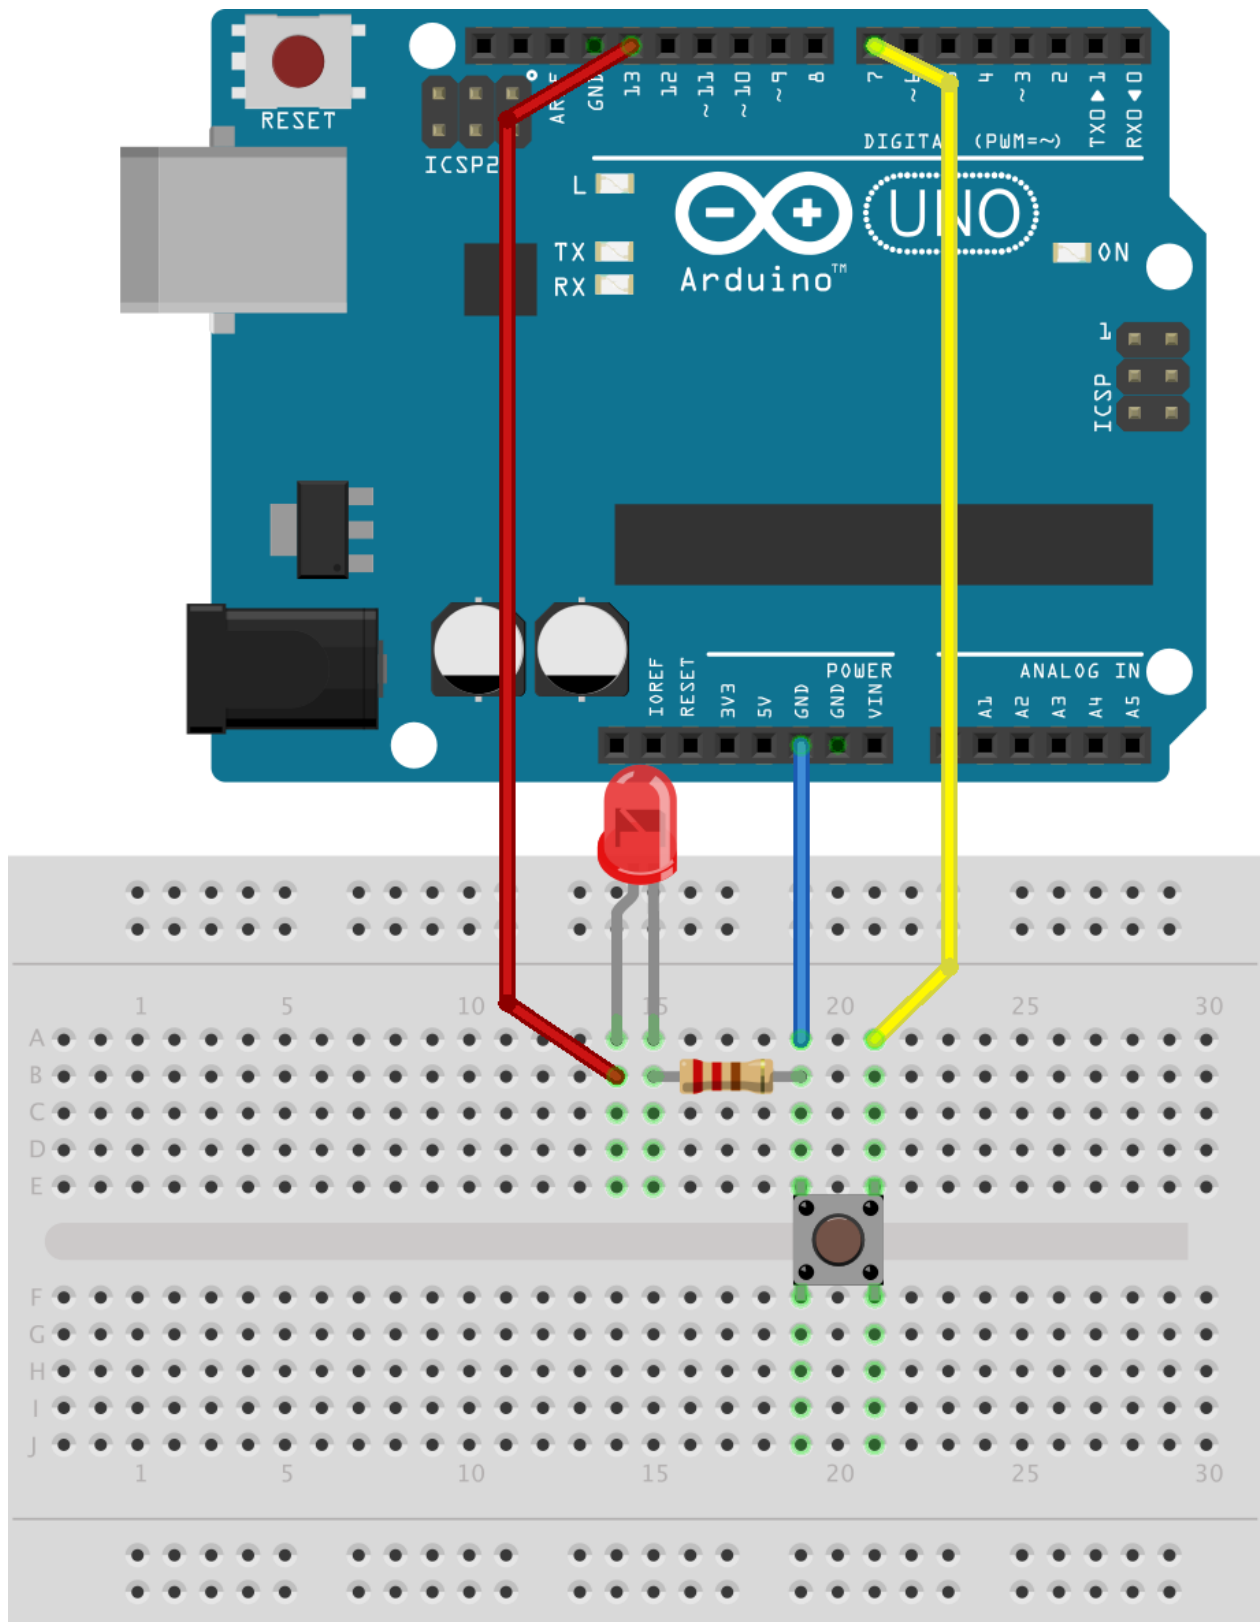 RESET
ICSP2
GND
13
12
~11
~10
~9
8
7
4
~3
2
TX0▶1
RX0◀0
(PWM=~)
L
TX
RX
UNO
Arduino™
ON
1
ICSP
IOREF
RESET
3V3
5V
GND
GND
VIN
POWER
ANALOG IN
A1
A2
A3
A4
A5
1 5 10 15 20 25 30
A
B
C
D
E
F
G
H
I
J
1 5 10 15 20 25 30